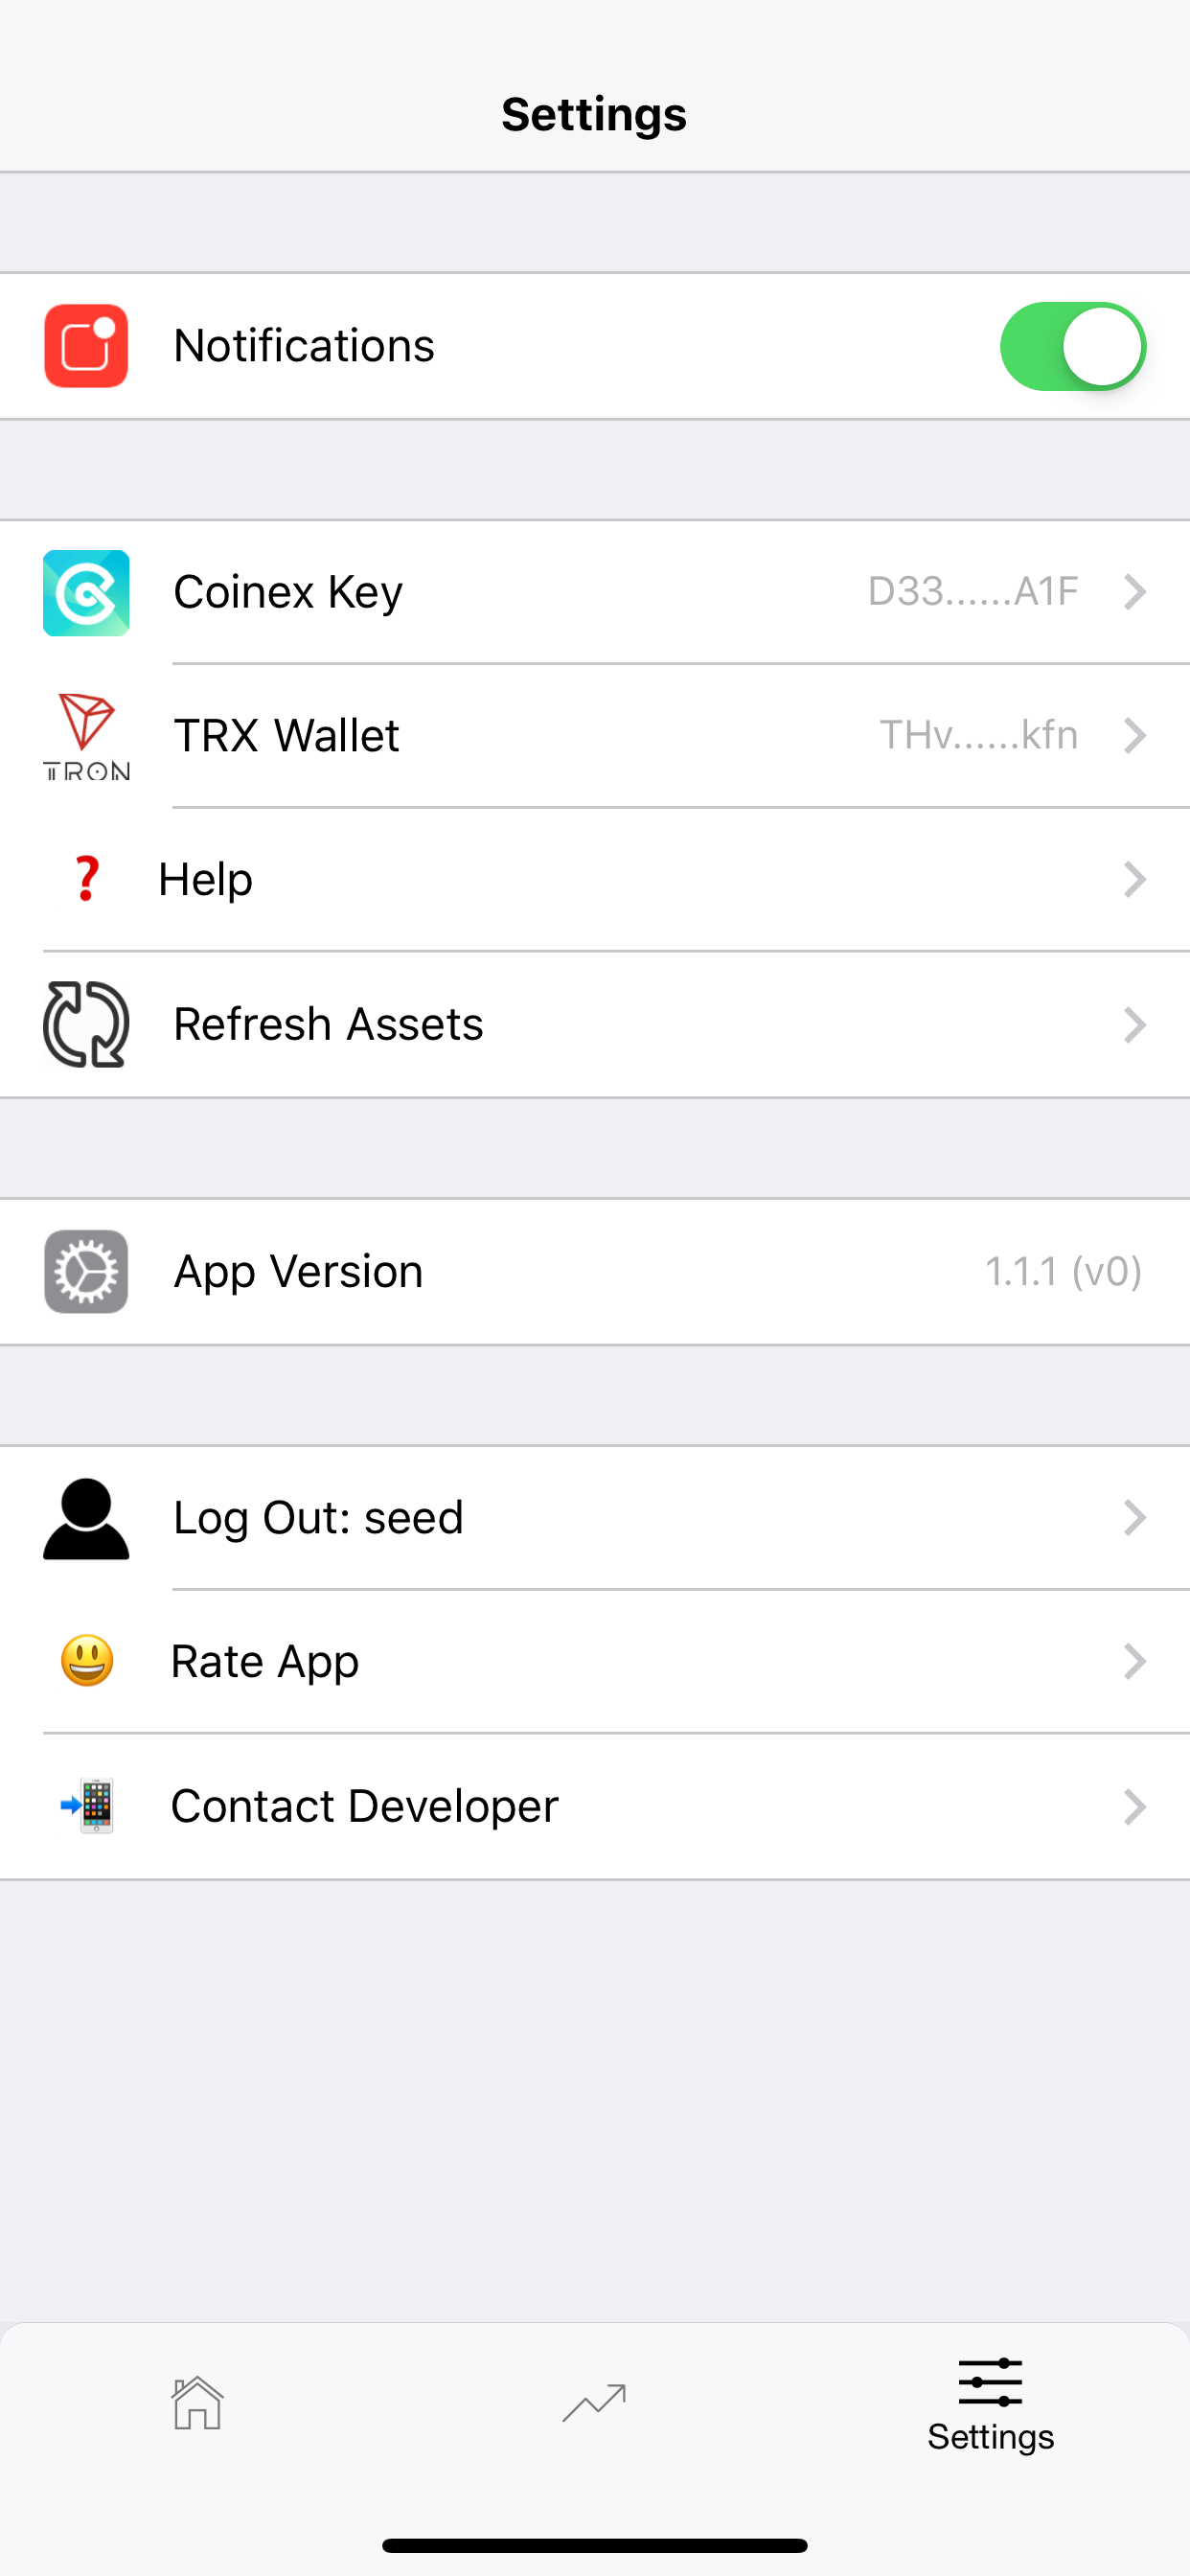 Settings
Notifications
Coinex Key D33......A1F
TRX Wallet THv......kfn
TRON
Help
Refresh Assets
App Version 1.1.1 (v0)
Log Out: seed
Rate App
Contact Developer
Settings